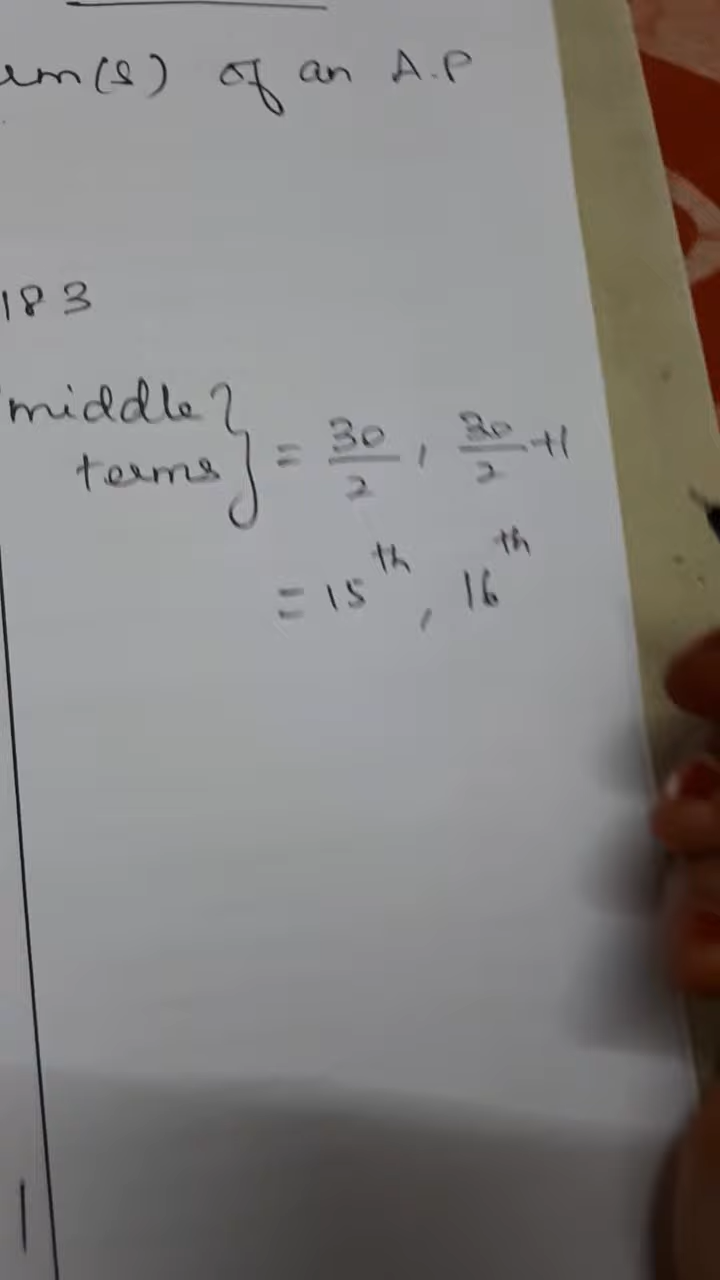 of an A.P
183
middle
terms } = 30/2, 30/2 +1
= 15th, 16th